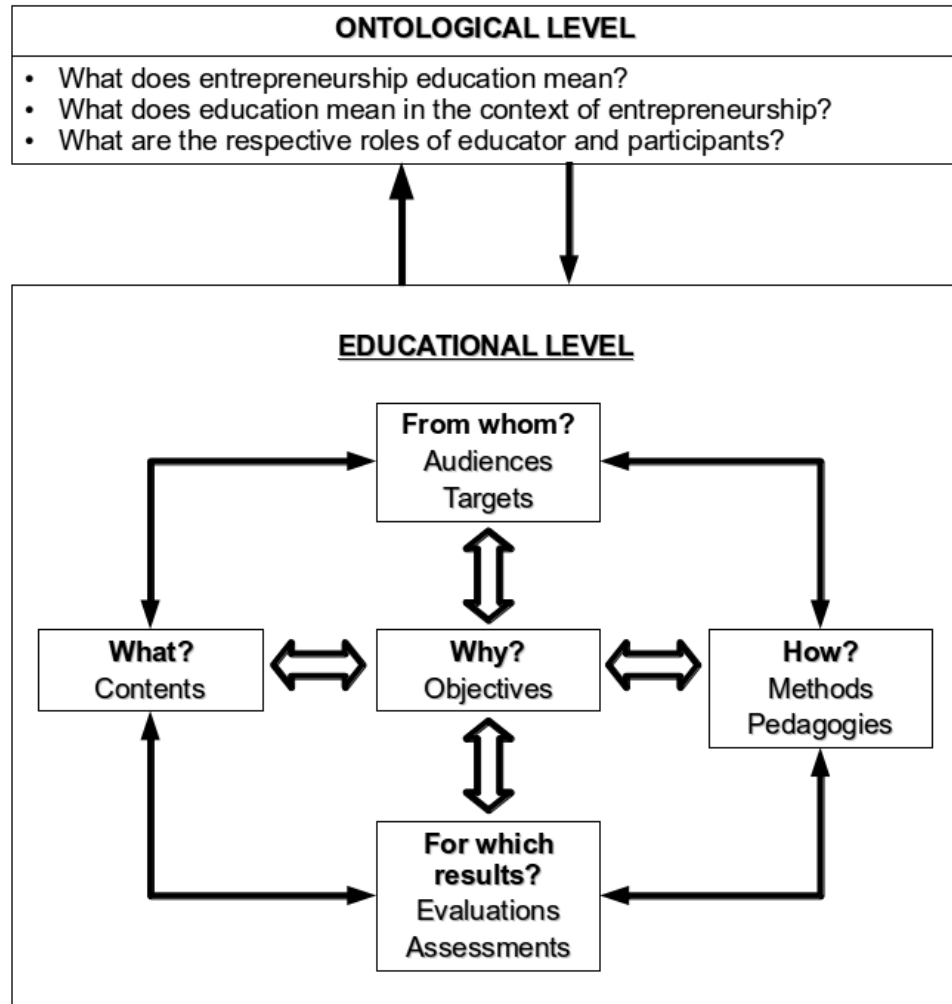 ONTOLOGICAL LEVEL
• What does entrepreneurship education mean?
• What does education mean in the context of entrepreneurship?
• What are the respective roles of educator and participants?
EDUCATIONAL LEVEL
From whom?
Audiences
Targets
What?
Contents
Why?
Objectives
How?
Methods
Pedagogies
For which
results?
Evaluations
Assessments